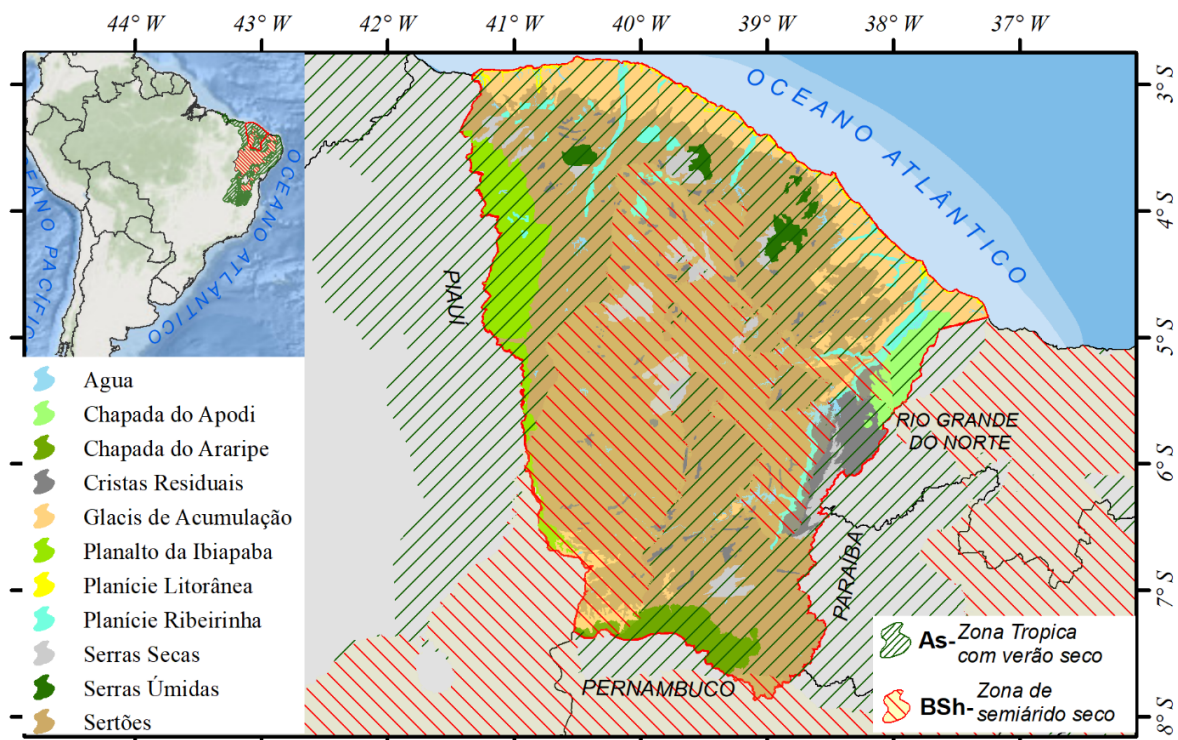 44° W
43° W
42° W
41° W
40° W
39° W
38° W
37° W
3°S
4°S
5°S
6°S
7°S
8°S
OCEANO ATLÂNTICO
OCEANO ATLÂNTICO
EANO PACÍFIC
PIAUÍ
RIO GRANDE
DO NORTE
PARAÍBA
PERNAMBUCO
Agua
Chapada do Apodi
Chapada do Araripe
Cristas Residuais
Glacis de Acumulação
Planalto da Ibiapaba
Planície Litorânea
Planície Ribeirinha
Serras Secas
Serras Úmidas
Sertões
As- Zona Tropica
com verão seco
BSh- Zona de
semiárido seco